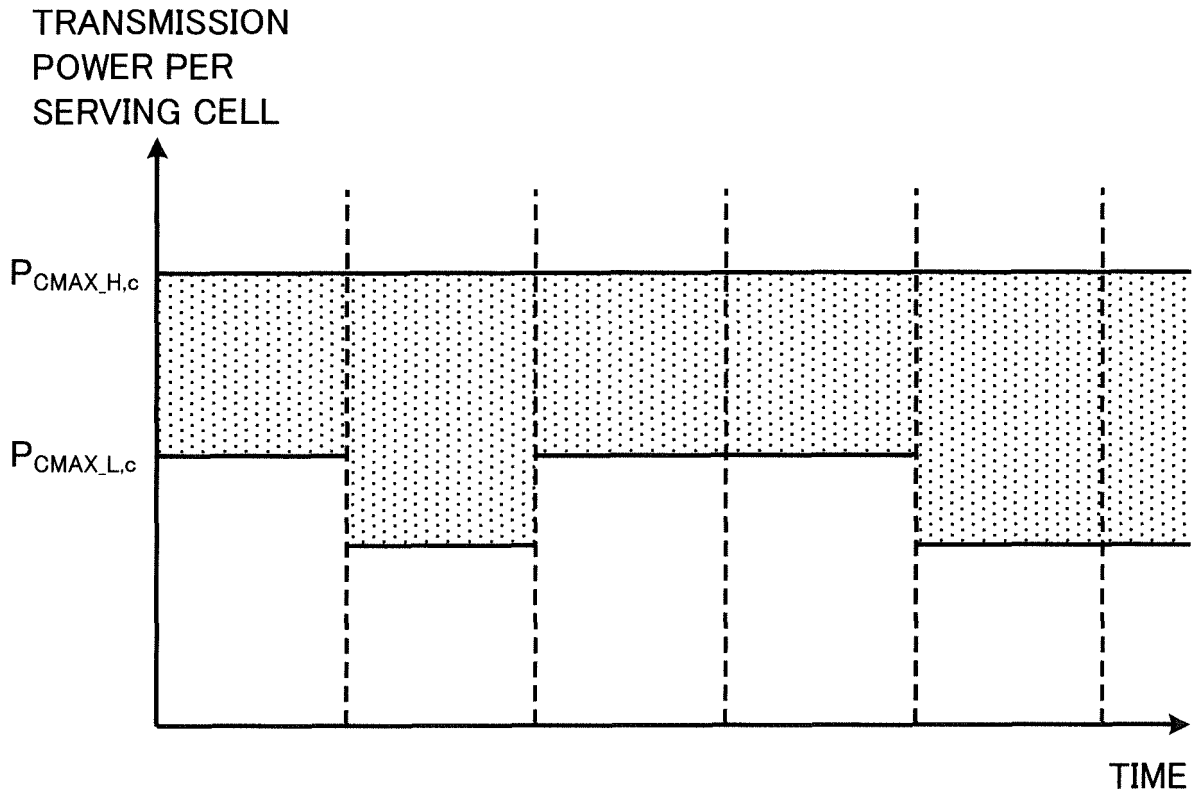 TRANSMISSION
POWER PER
SERVING CELL
PCMAX_H,c
PCMAX_L,c
TIME